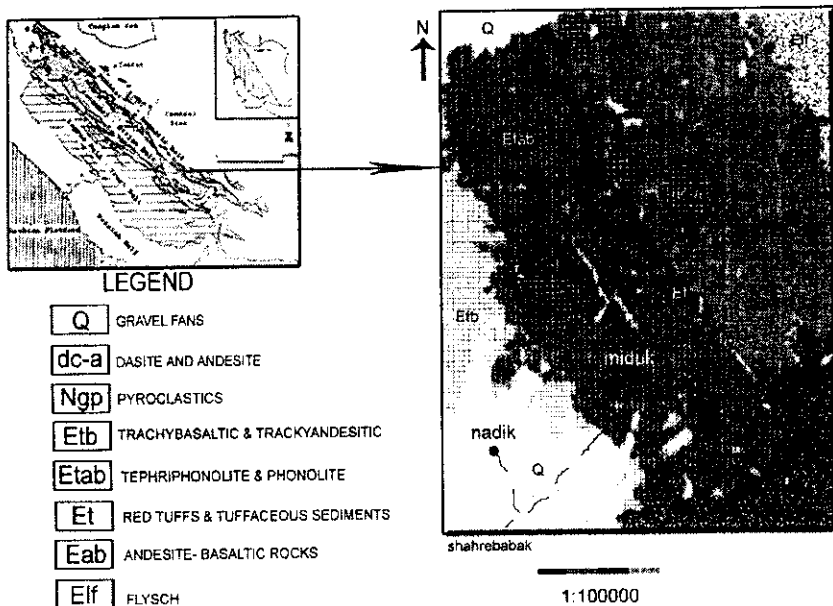 LEGEND
Q GRAVEL FANS
dc-a DASITE AND ANDESITE
Ngp PYROCLASTICS
Etb TRACHYBASALTIC & TRACKYANDESITIC
Etab TEPHRIPHONOLITE & PHONOLITE
Et RED TUFFS & TUFFACEOUS SEDIMENTS
Eab ANDESITE- BASALTIC ROCKS
Elf FLYSCH
N
Q
Elf
Etab
Etb
Et
miduk
nadik
Q
shahrebabak
1:100000